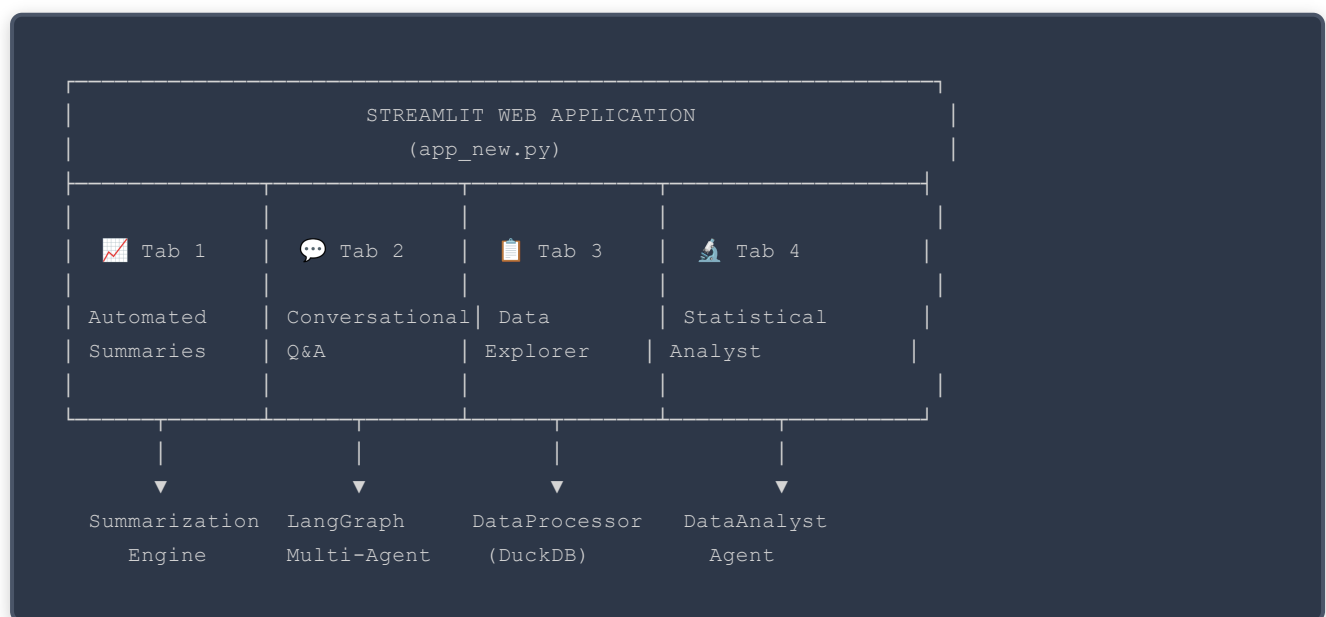 STREAMLIT WEB APPLICATION
(app_new.py)
📈 Tab 1 💬 Tab 2 📋 Tab 3 🔬 Tab 4
Automated Conversational Data Statistical
Summaries Q&A Explorer Analyst
Summarization LangGraph DataProcessor DataAnalyst
Engine Multi-Agent (DuckDB) Agent